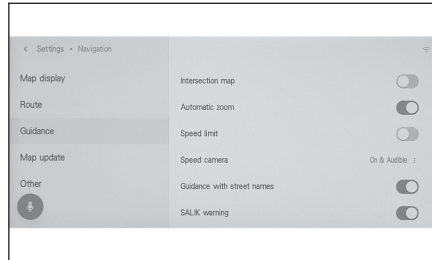 Settings • Navigation
Map display
Route
Guidance
Map update
Other
Intersection map
Automatic zoom
Speed limit
Speed camera
On & Audible
Guidance with street names
SALIK warning